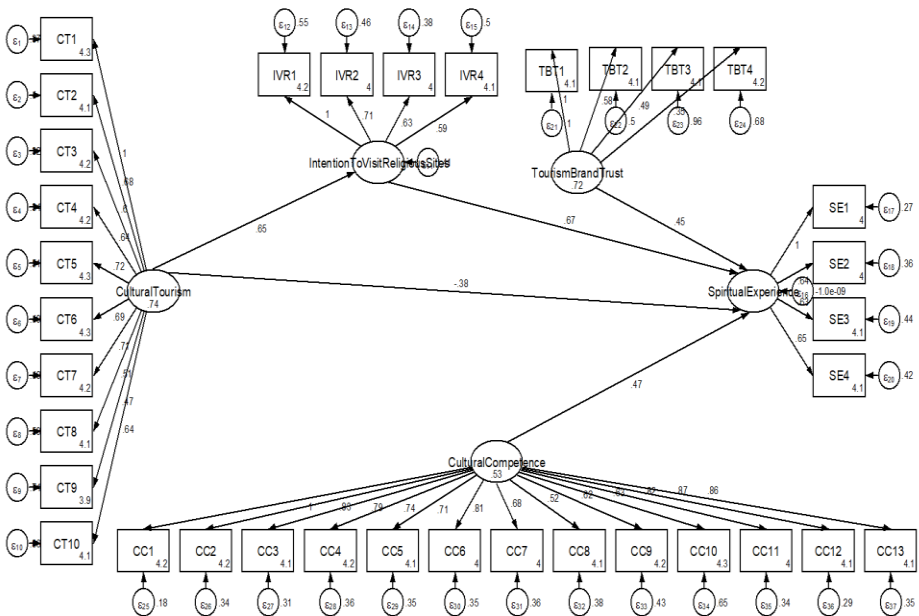 ε1
CT1
4.3
ε2
CT2
4.1
ε3
CT3
4.2
ε4
CT4
4.2
ε5
CT5
4.3
ε6
CT6
4.3
ε7
CT7
4.2
ε8
CT8
4.1
ε9
CT9
3.9
ε10
CT10
4.1
1
.68
.64
.72
.69
.47
.64
CulturalTourism
.74
ε12 .55
ε13 .46
ε14 .38
ε15 .5
IVR1
4.2
IVR2
4
IVR3
4
IVR4
4.1
1
.71
.63
.59
IntentionToVisitReligiousSites
TBT1
4.1
TBT2
4.1
TBT3
4.1
TBT4
4.2
1
.58
.49
.35
ε21 1
ε22 .5
ε23 .96
ε24 .68
TourismBrandTrust
.72
.65
.67
.45
-.38
.47
SpiritualExperience
ε16 -1.0e-09
1
.64
.63
.65
SE1
4
ε17 .27
SE2
4
ε18 .36
SE3
4.1
ε19 .44
SE4
4.1
ε20 .42
CulturalCompetence
.53
1
.79
.74
.71
.81
.68
.52
.62
.87
.86
CC1
4.2
CC2
4.2
CC3
4.1
CC4
4.2
CC5
4.1
CC6
4
CC7
4
CC8
4.1
CC9
4.2
CC10
4.3
CC11
4
CC12
4.1
CC13
4.1
ε25 .18
ε26 .34
ε27 .31
ε28 .36
ε29 .35
ε30 .35
ε31 .36
ε32 .38
ε33 .43
ε34 .65
ε35 .34
ε36 .29
ε37 .35